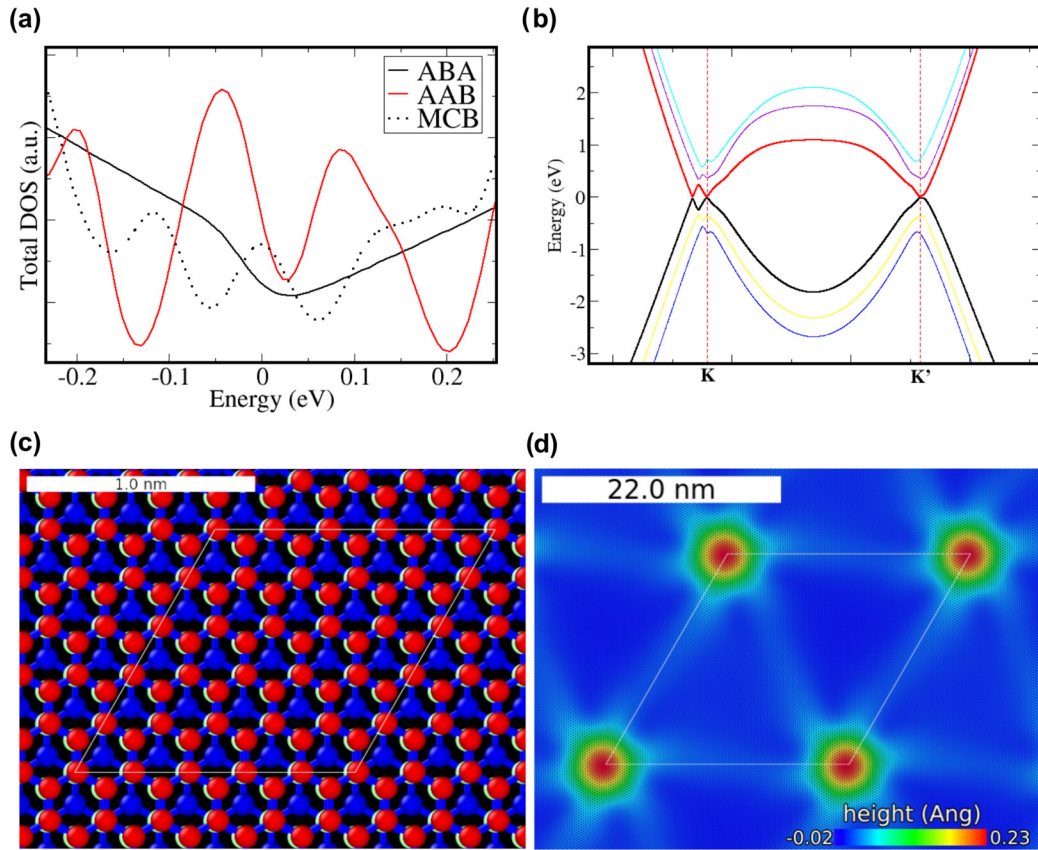 (a)
Total DOS (a.u.)
ABA
AAB
MCB
-0.2
-0.1
0
0.1
0.2
Energy (eV)
(b)
Energy (eV)
2
1
0
-1
-2
-3
K
K'
(c)
1.0 nm
(d)
22.0 nm
height (Ang)
-0.02
0.23